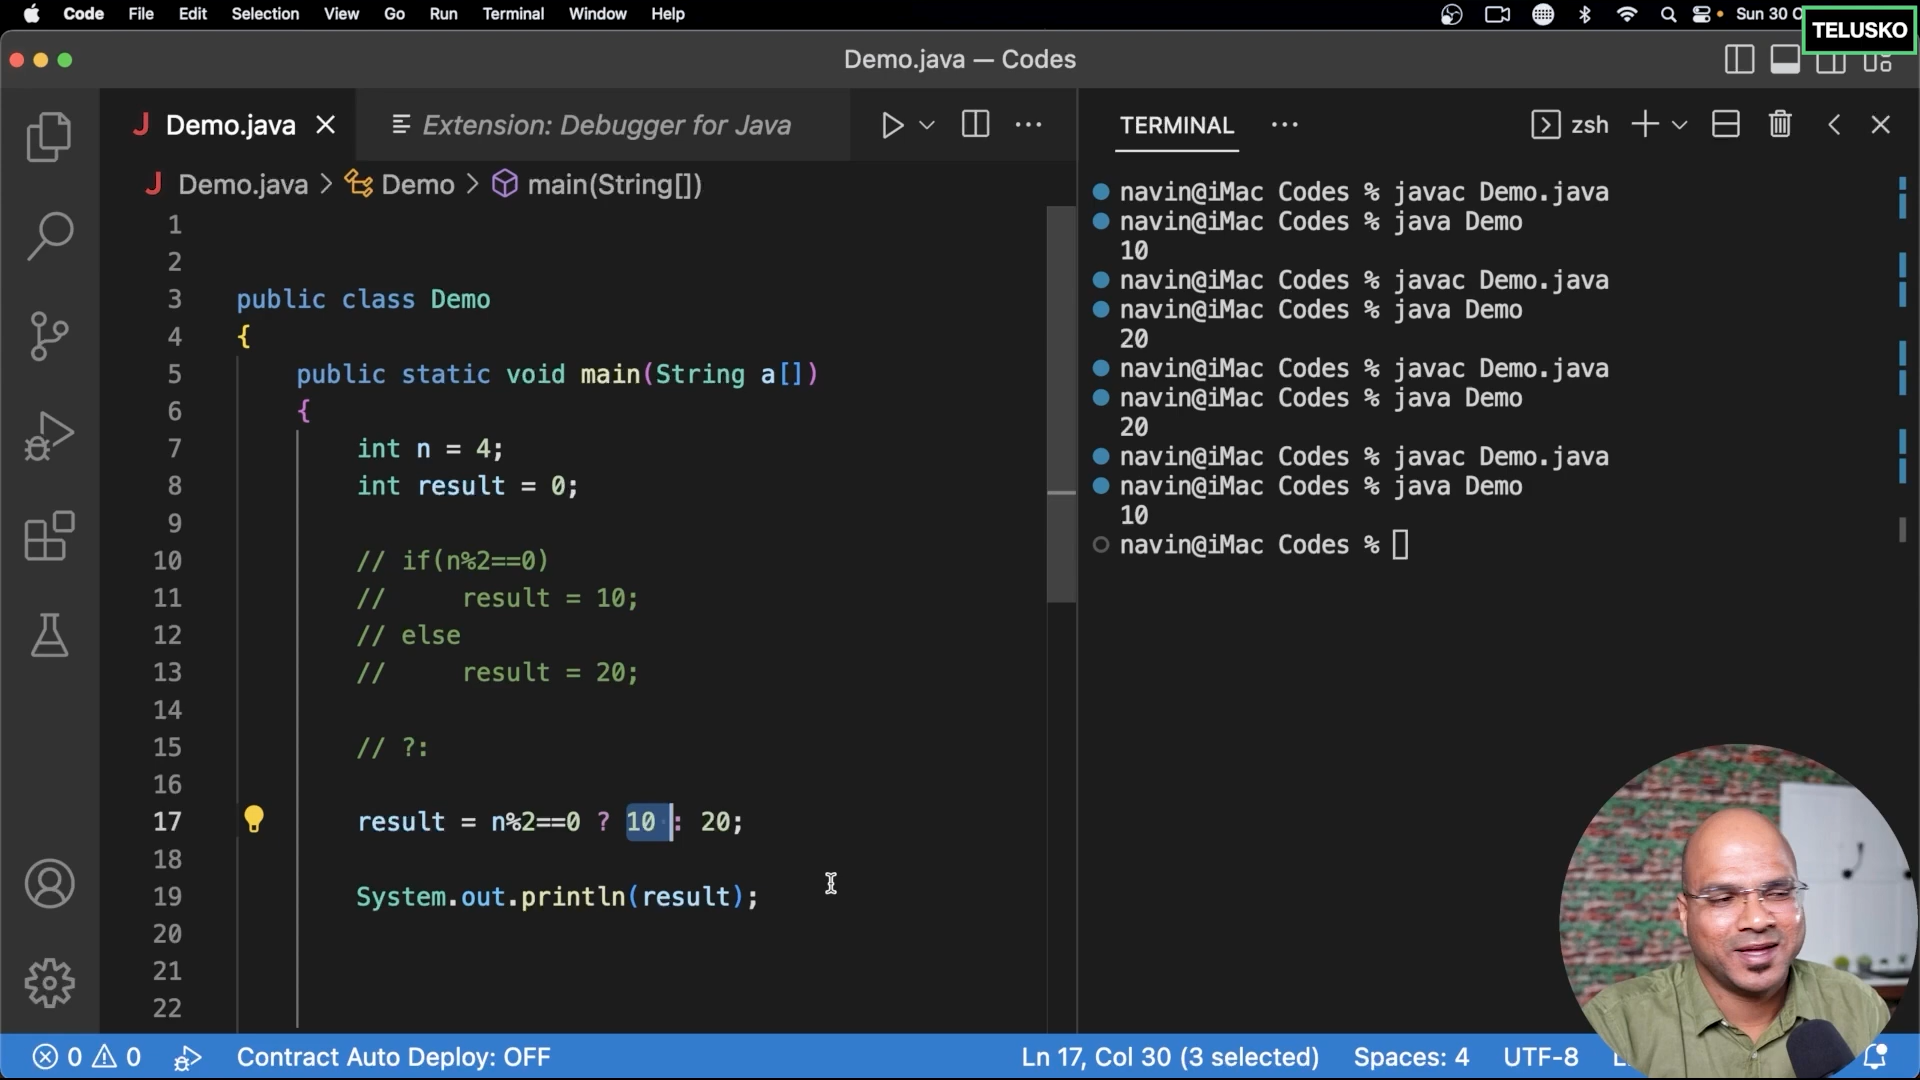 Code File Edit Selection View Go Run Terminal Window Help Sun 30 O
TELUSKO
Demo.java — Codes
Demo.java Extension: Debugger for Java
Demo.java > Demo > main(String[])
1
2
3 public class Demo
4 {
5 public static void main(String a[])
6 {
7 int n = 4;
8 int result = 0;
9
10 // if(n%2==0)
11 //     result = 10;
12 // else
13 //     result = 20;
14
15 // ?:
16
17 result = n%2==0 ? 10 : 20;
18
19 System.out.println(result);
20
21
22
TERMINAL ··· zsh
navin@iMac Codes % javac Demo.java
navin@iMac Codes % java Demo
10
navin@iMac Codes % javac Demo.java
navin@iMac Codes % java Demo
20
navin@iMac Codes % javac Demo.java
navin@iMac Codes % java Demo
20
navin@iMac Codes % javac Demo.java
navin@iMac Codes % java Demo
10
navin@iMac Codes %
0 0 Contract Auto Deploy: OFF Ln 17, Col 30 (3 selected) Spaces: 4 UTF-8